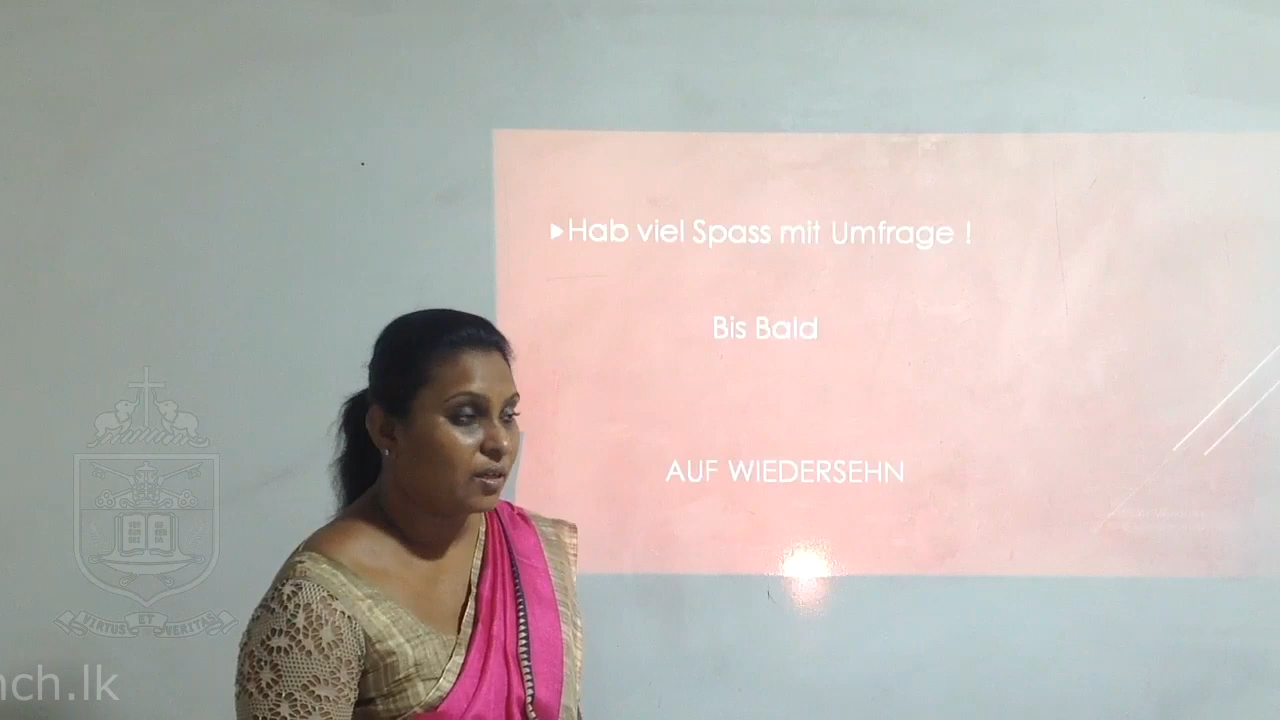 Hab viel Spass mit Umfrage !
Bis Bald
AUF WIEDERSEHN
VIRTUS ET VERITAS
nch.lk